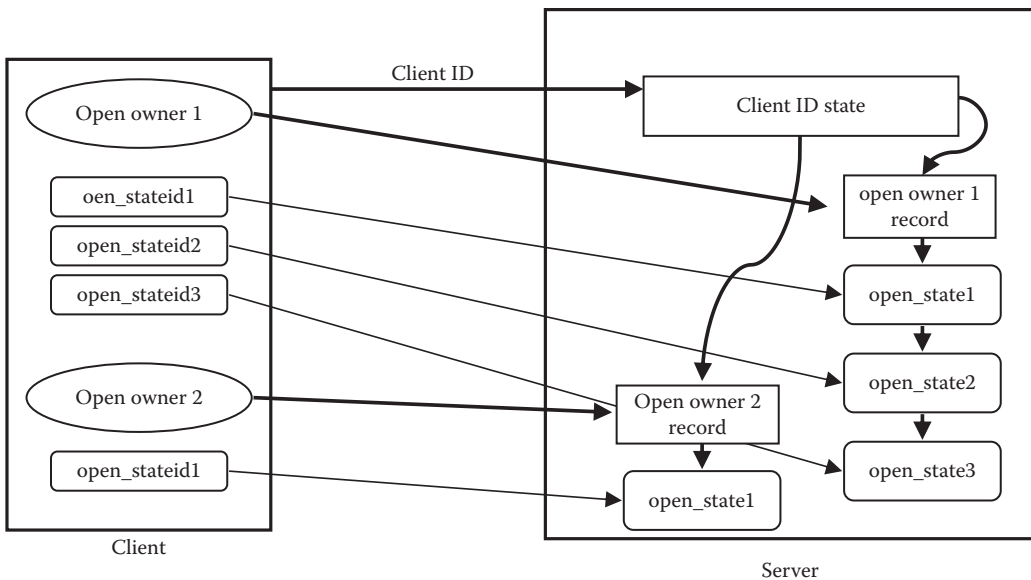 Client ID
Open owner 1
oen_stateid1
open_stateid2
open_stateid3
Open owner 2
open_stateid1
Client
Client ID state
open owner 1
record
open_state1
open_state2
open_state3
Open owner 2
record
open_state1
Server